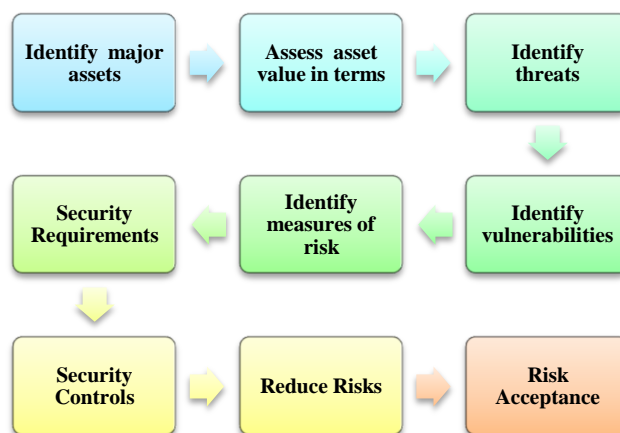 Identify major
assets
Assess asset
value in terms
Identify
threats
Identify
vulnerabilities
Identify
measures of
risk
Security
Requirements
Security
Controls
Reduce Risks
Risk
Acceptance